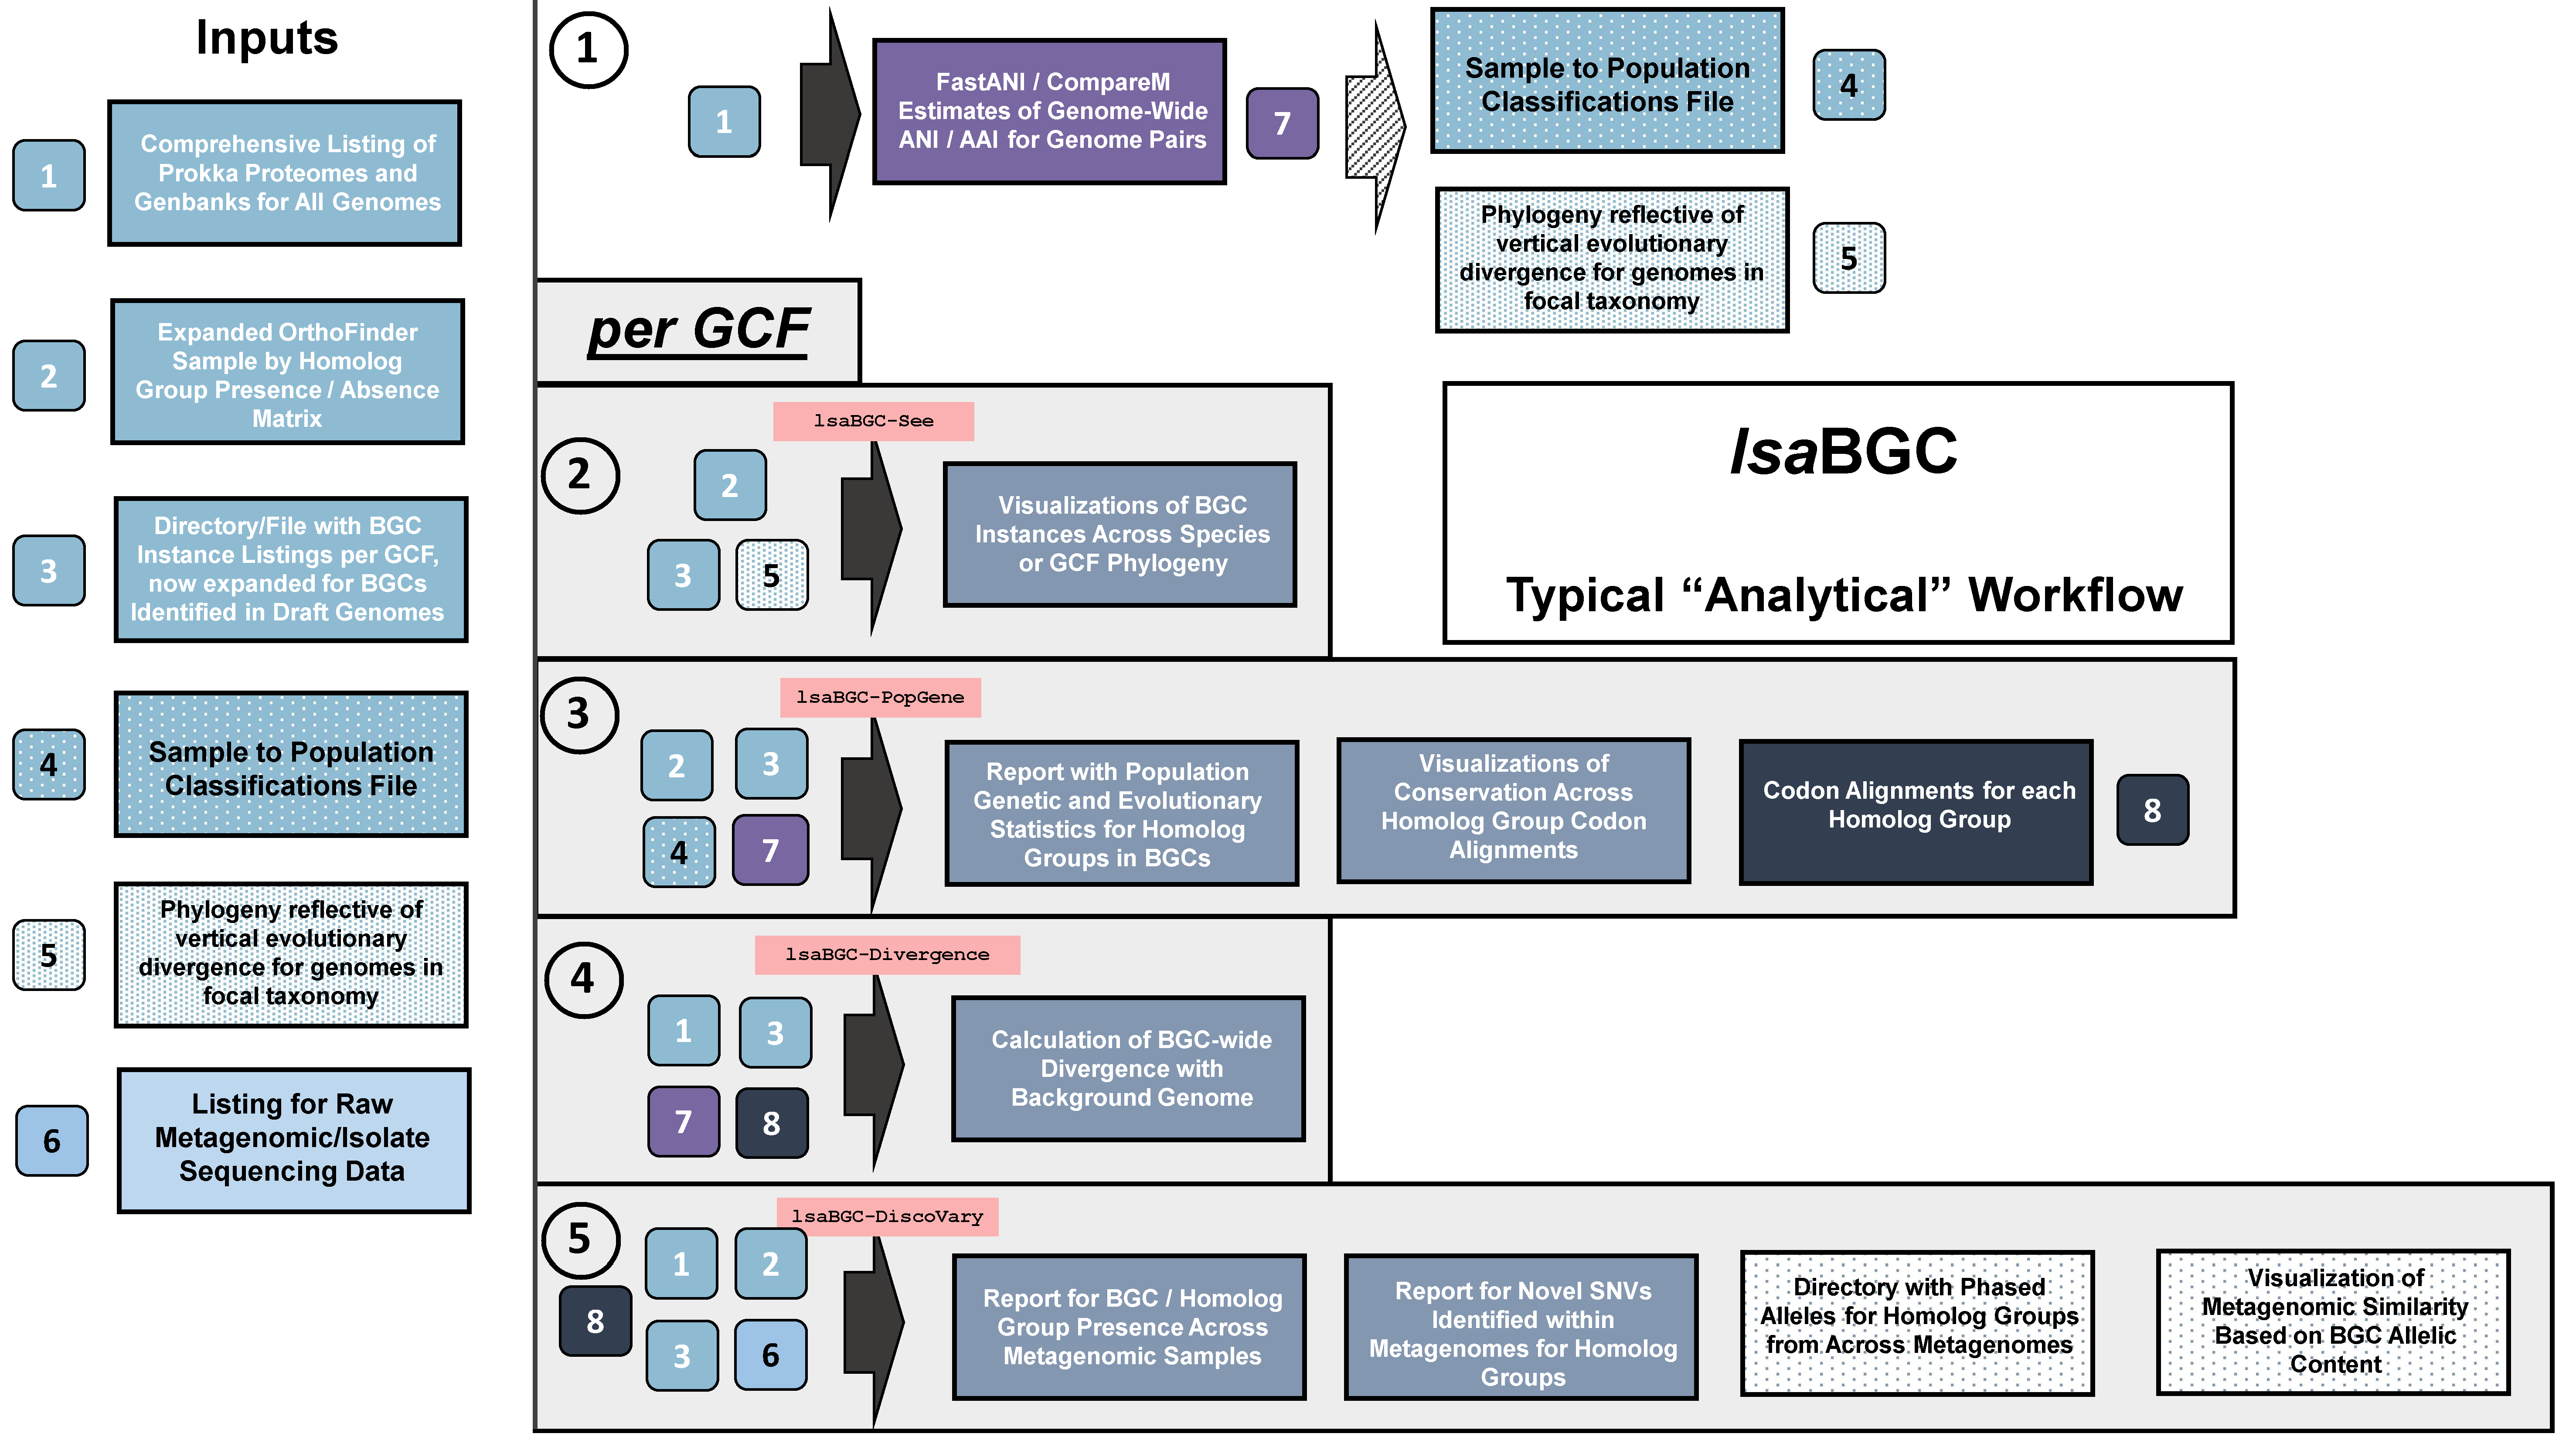 Inputs
1
Comprehensive Listing of
Prokka Proteomes and
Genbanks for All Genomes
2
Expanded OrthoFinder
Sample by Homolog
Group Presence / Absence
Matrix
3
Directory/File with BGC
Instance Listings per GCF,
now expanded for BGCs
Identified in Draft Genomes
4
Sample to Population
Classifications File
5
Phylogeny reflective of
vertical evolutionary
divergence for genomes in
focal taxonomy
6
Listing for Raw
Metagenomic/Isolate
Sequencing Data
1
1
FastANI / CompareM
Estimates of Genome-Wide
ANI / AAI for Genome Pairs
7
Sample to Population
Classifications File
4
Phylogeny reflective of
vertical evolutionary
divergence for genomes in
focal taxonomy
5
per GCF
lsaBGC
Typical “Analytical” Workflow
2
lsaBGC-See
2
3 5
Visualizations of BGC
Instances Across Species
or GCF Phylogeny
3
lsaBGC-PopGene
2 3
4 7
Report with Population
Genetic and Evolutionary
Statistics for Homolog
Groups in BGCs
Visualizations of
Conservation Across
Homolog Group Codon
Alignments
Codon Alignments for each
Homolog Group
8
4
lsaBGC-Divergence
1 3
7 8
Calculation of BGC-wide
Divergence with
Background Genome
5
lsaBGC-DiscoVary
1 2
8
3 6
Report for BGC / Homolog
Group Presence Across
Metagenomic Samples
Report for Novel SNVs
Identified within
Metagenomes for Homolog
Groups
Directory with Phased
Alleles for Homolog Groups
from Across Metagenomes
Visualization of
Metagenomic Similarity
Based on BGC Allelic
Content